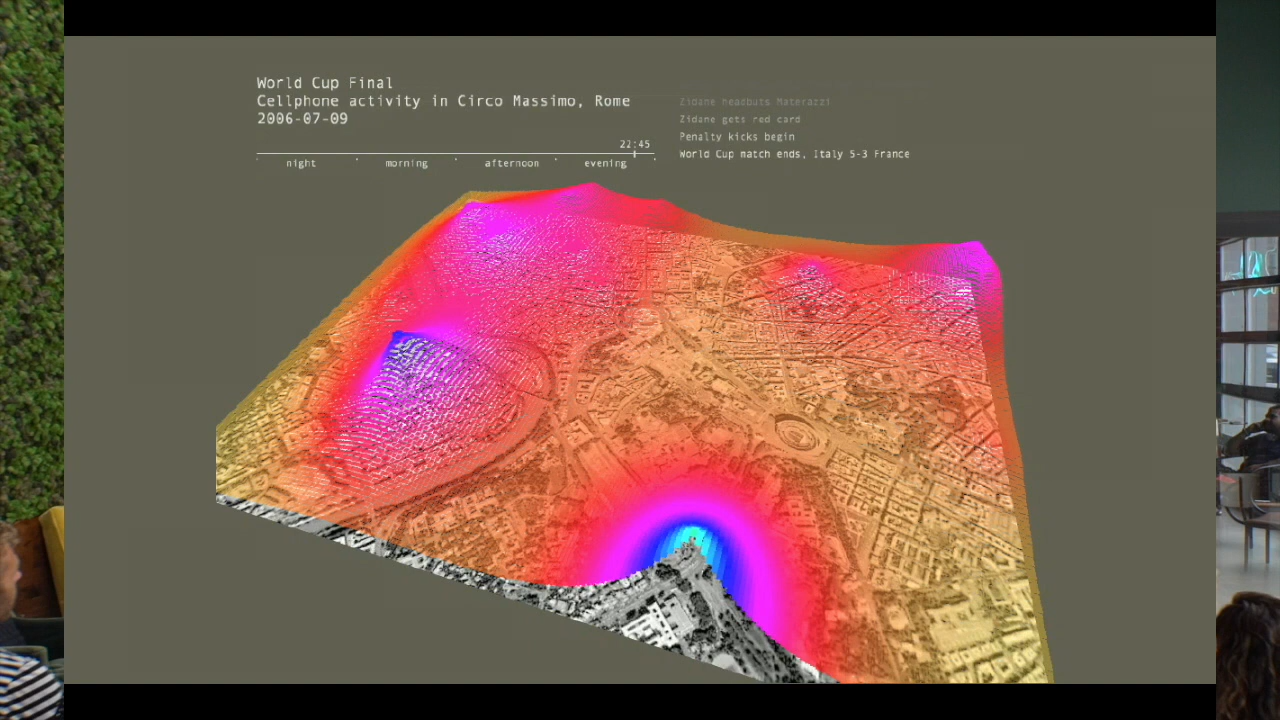 World Cup Final
Cellphone activity in Circo Massimo, Rome
2006-07-09
Zidane headbuts Materazzi
Zidane gets red card
Penalty kicks begin
World Cup match ends, Italy 5-3 France
22:45
night morning afternoon evening